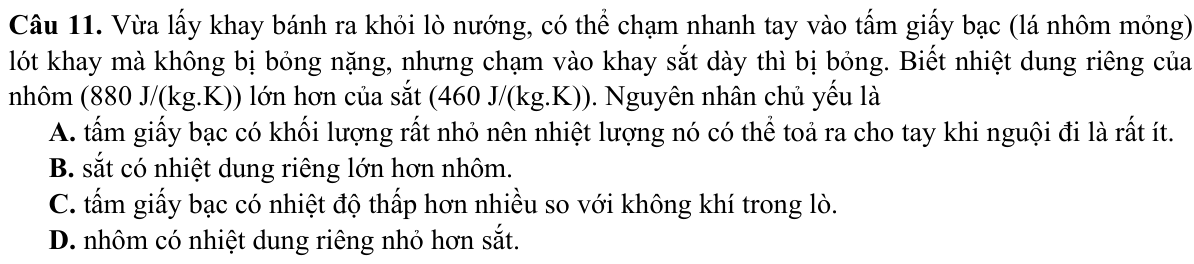 Câu 11. Vừa lấy khay bánh ra khỏi lò nướng, có thể chạm nhanh tay vào tấm giấy bạc (lá nhôm mỏng)
lót khay mà không bị bỏng nặng, nhưng chạm vào khay sắt dày thì bị bỏng. Biết nhiệt dung riêng của
nhôm (880 J/(kg.K)) lớn hơn của sắt (460 J/(kg.K)). Nguyên nhân chủ yếu là
A. tấm giấy bạc có khối lượng rất nhỏ nên nhiệt lượng nó có thể toả ra cho tay khi nguội đi là rất ít.
B. sắt có nhiệt dung riêng lớn hơn nhôm.
C. tấm giấy bạc có nhiệt độ thấp hơn nhiều so với không khí trong lò.
D. nhôm có nhiệt dung riêng nhỏ hơn sắt.